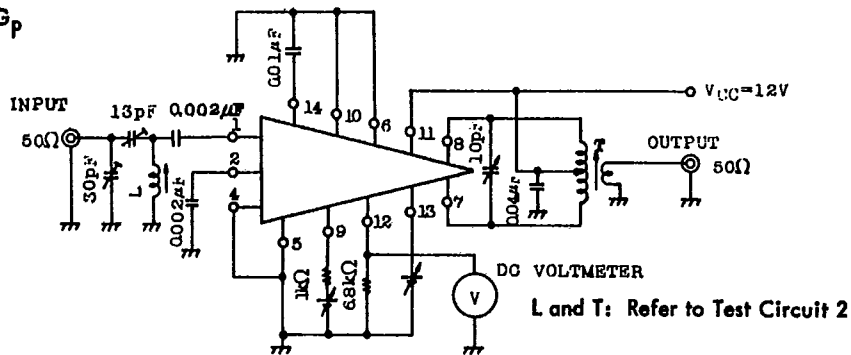 Gp
0.01μF
14
10
6
11
VCC=12V
INPUT
50Ω
13pF
0.002μF
1
30pF
L
2
0.002μF
4
5
9
12
13
1kΩ
6.8kΩ
8
10pF
7
0.04μF
T
OUTPUT
50Ω
DC VOLTMETER
V
L and T: Refer to Test Circuit 2